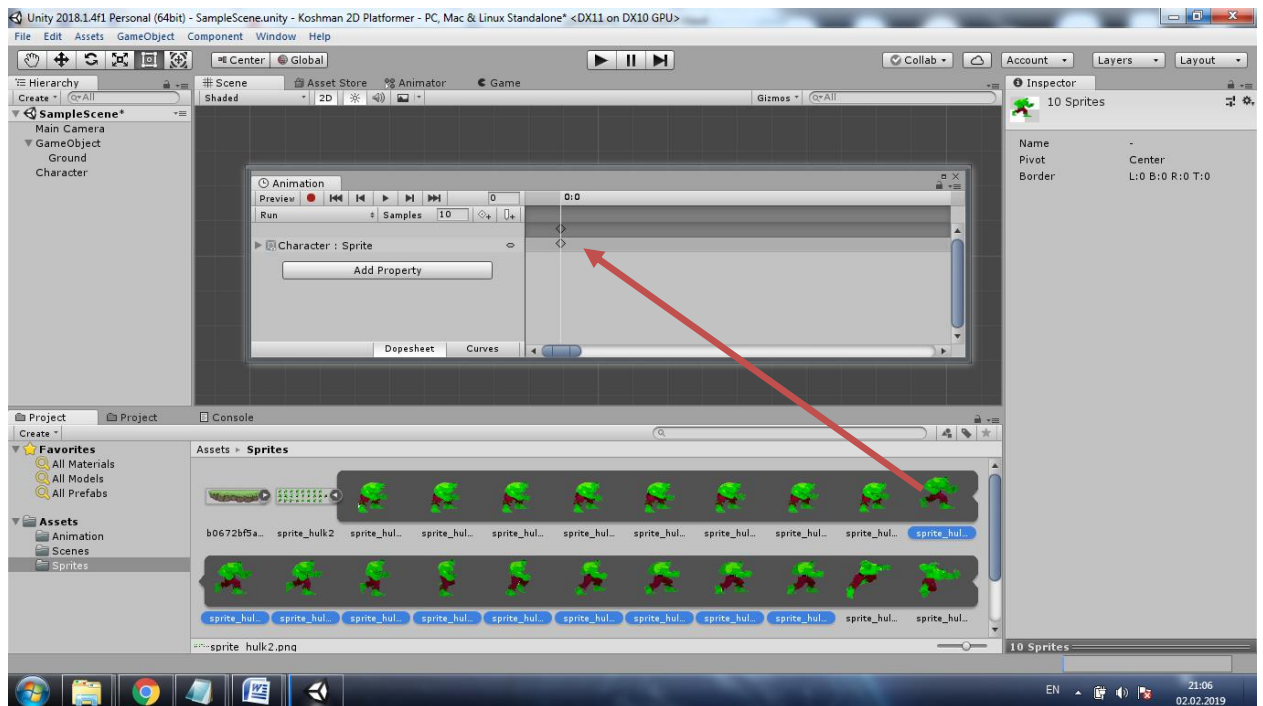 Unity 2018.1.4f1 Personal (64bit) - SampleScene.unity - Koshman 2D Platformer - PC, Mac & Linux Standalone* <DX11 on DX10 GPU>
File Edit Assets GameObject Component Window Help
Center Global Collab Account Layers Layout
Hierarchy
Create All
SampleScene*
Main Camera
GameObject
Ground
Character
Scene Asset Store Animator Game
Shaded 2D Gizmos All
Animation
Preview 0 0:0
Run Samples 10
Character : Sprite
Add Property
Dopesheet Curves
Inspector
10 Sprites
Name -
Pivot Center
Border L:0 B:0 R:0 T:0
Project Project Console
Create
Favorites
All Materials
All Models
All Prefabs
Assets
Animation
Scenes
Sprites
Assets Sprites
b0672bf5a... sprite_hulk2 sprite_hul... sprite_hul... sprite_hul... sprite_hul... sprite_hul... sprite_hul... sprite_hul... sprite_hul... sprite_hul...
sprite_hul... sprite_hul... sprite_hul... sprite_hul... sprite_hul... sprite_hul... sprite_hul... sprite_hul... sprite_hul... sprite_hul... sprite_hul...
sprite_hulk2.png
10 Sprites
EN 21:06
02.02.2019